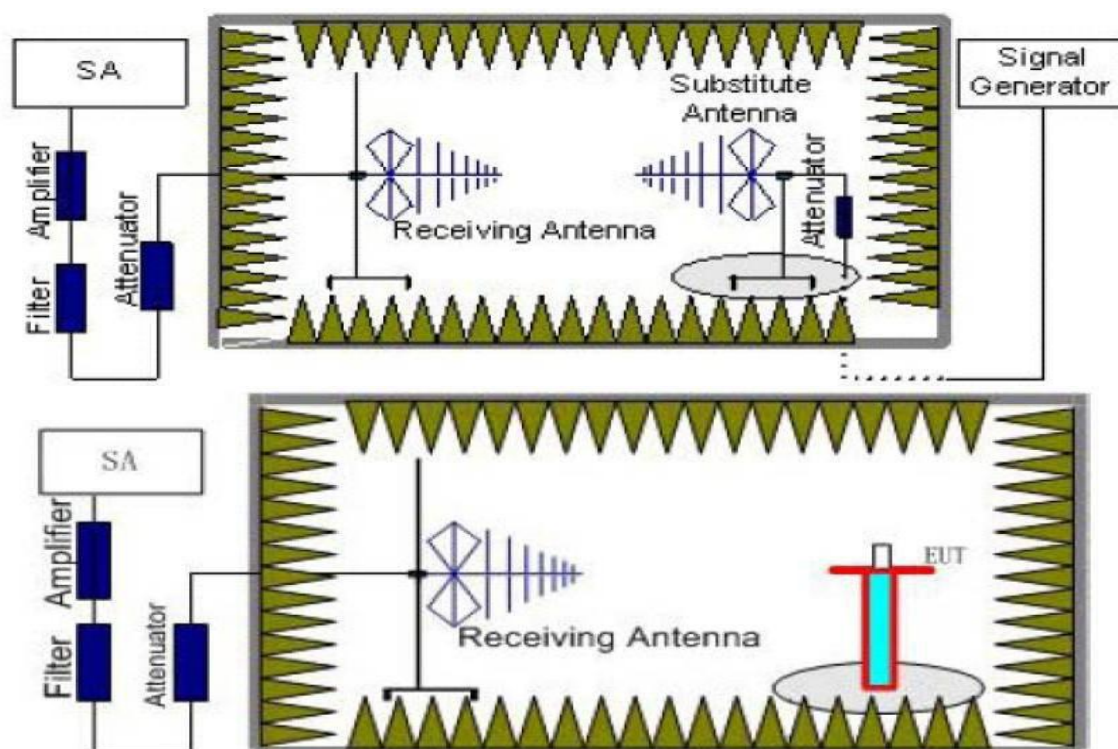 SA
Signal
Generator
Substitute
Antenna
Amplifier
Attenuator
Attenuator
Receiving Antenna
Filter
SA
Amplifier
EUT
Attenuator
Receiving Antenna
Filter